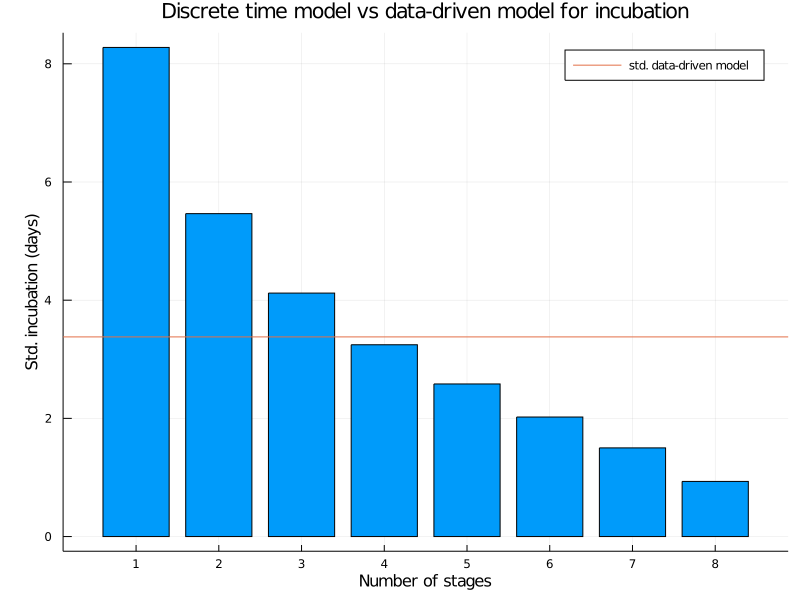 Discrete time model vs data-driven model for incubation
std. data-driven model
8
6
4
2
0
Std. incubation (days)
1 2 3 4 5 6 7 8
Number of stages